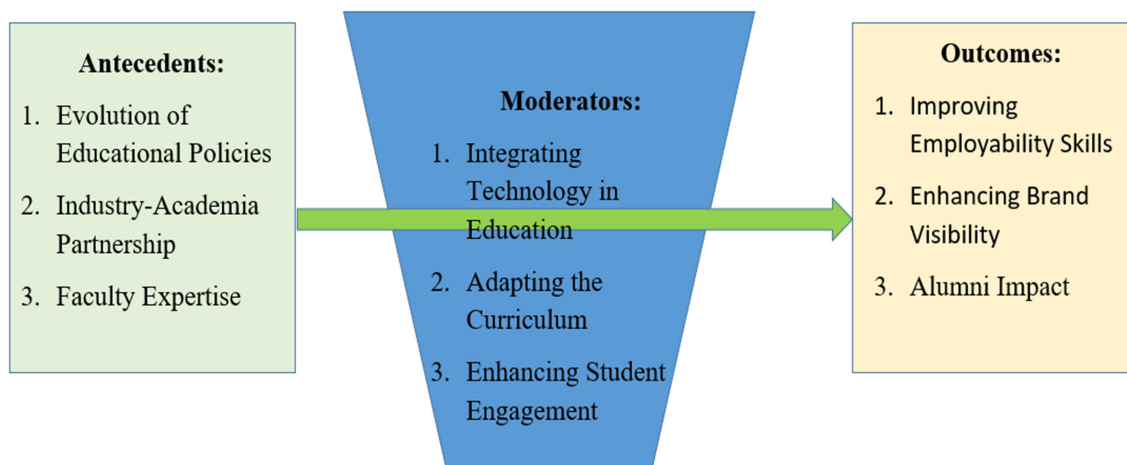 Antecedents:
1. Evolution of
Educational Policies
2. Industry-Academia
Partnership
3. Faculty Expertise
Moderators:
1. Integrating
Technology in
Education
2. Adapting the
Curriculum
3. Enhancing Student
Engagement
Outcomes:
1. Improving
Employability Skills
2. Enhancing Brand
Visibility
3. Alumni Impact